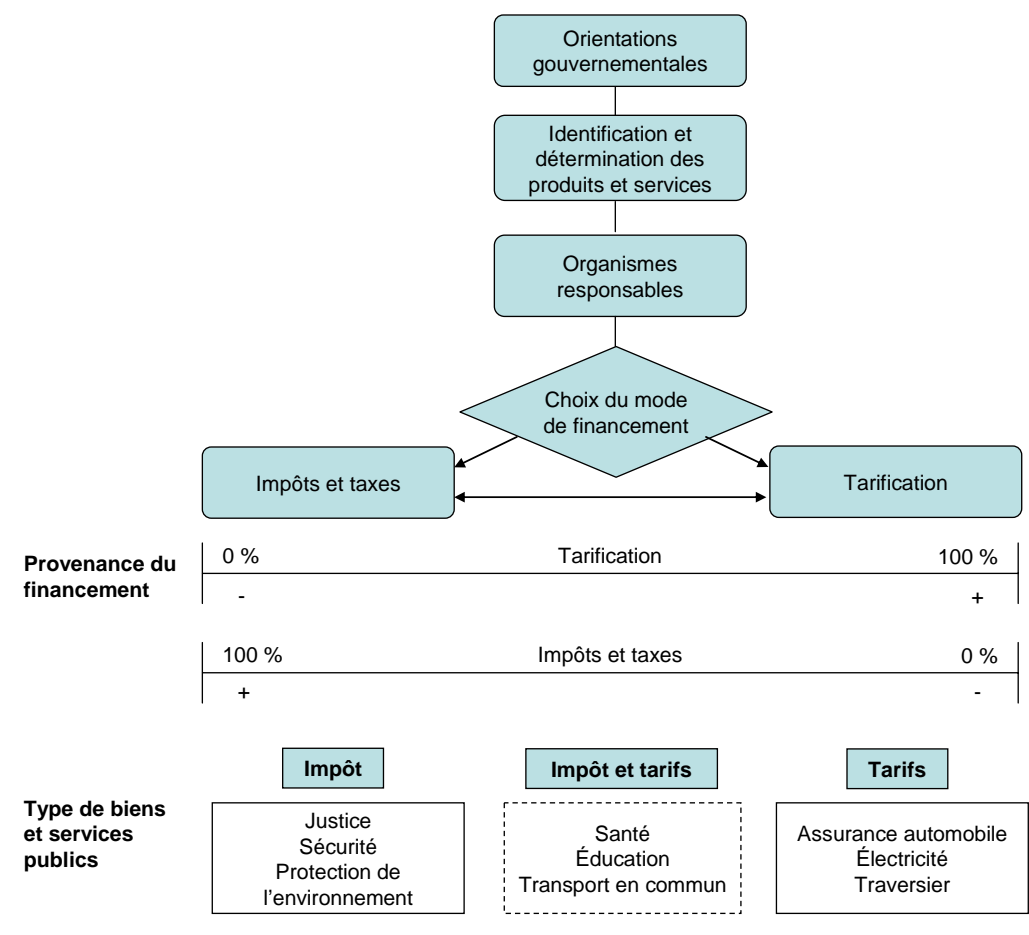 Orientations
gouvernementales
Identification et
détermination des
produits et services
Organismes
responsables
Choix du mode
de financement
Impôts et taxes
Tarification
Provenance du
financement
0 % Tarification 100 %
- +
100 % Impôts et taxes 0 %
+ -
Impôt Impôt et tarifs Tarifs
Type de biens
et services
publics
Justice
Sécurité
Protection de
l'environnement
Santé
Éducation
Transport en commun
Assurance automobile
Électricité
Traversier